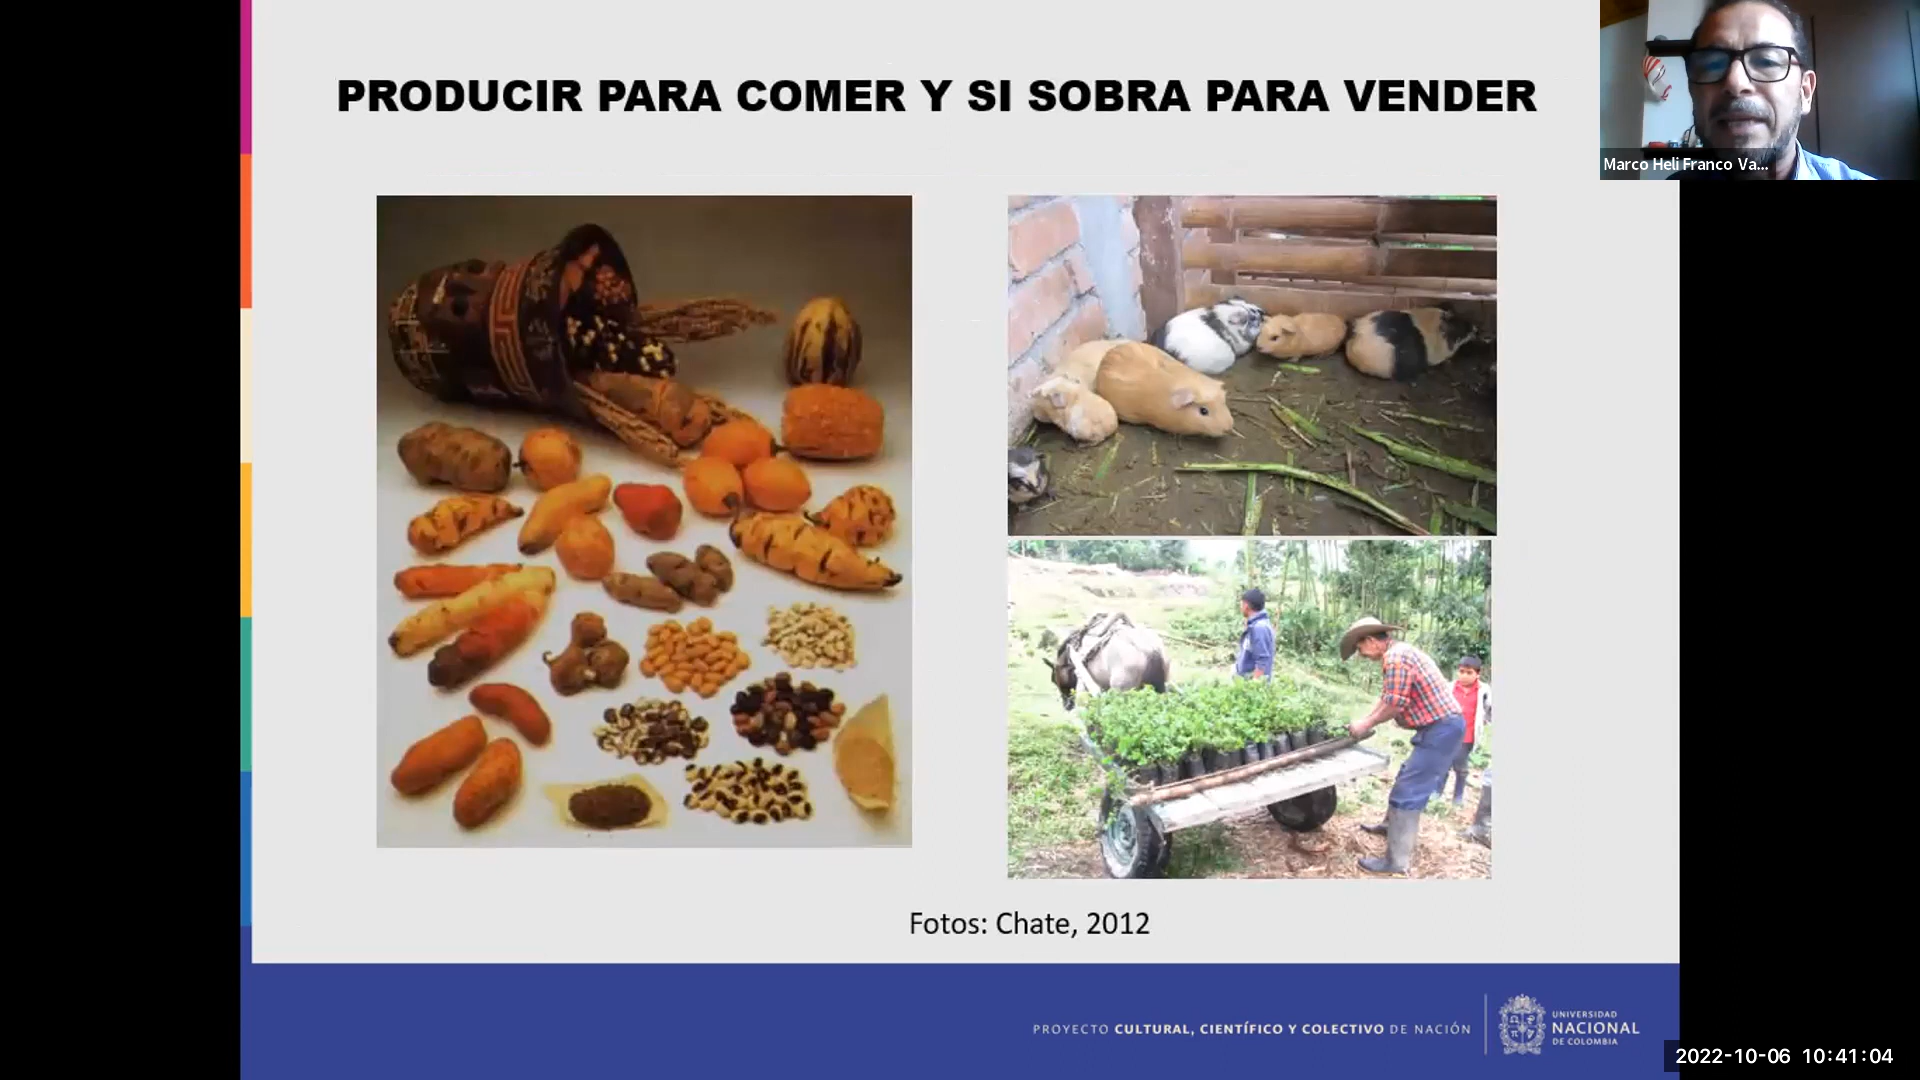 PRODUCIR PARA COMER Y SI SOBRA PARA VENDER
Marco Heli Franco Va...
Fotos: Chate, 2012
PROYECTO CULTURAL, CIENTÍFICO Y COLECTIVO DE NACIÓN
UNIVERSIDAD
NACIONAL
DE COLOMBIA
2022-10-06 10:41:04